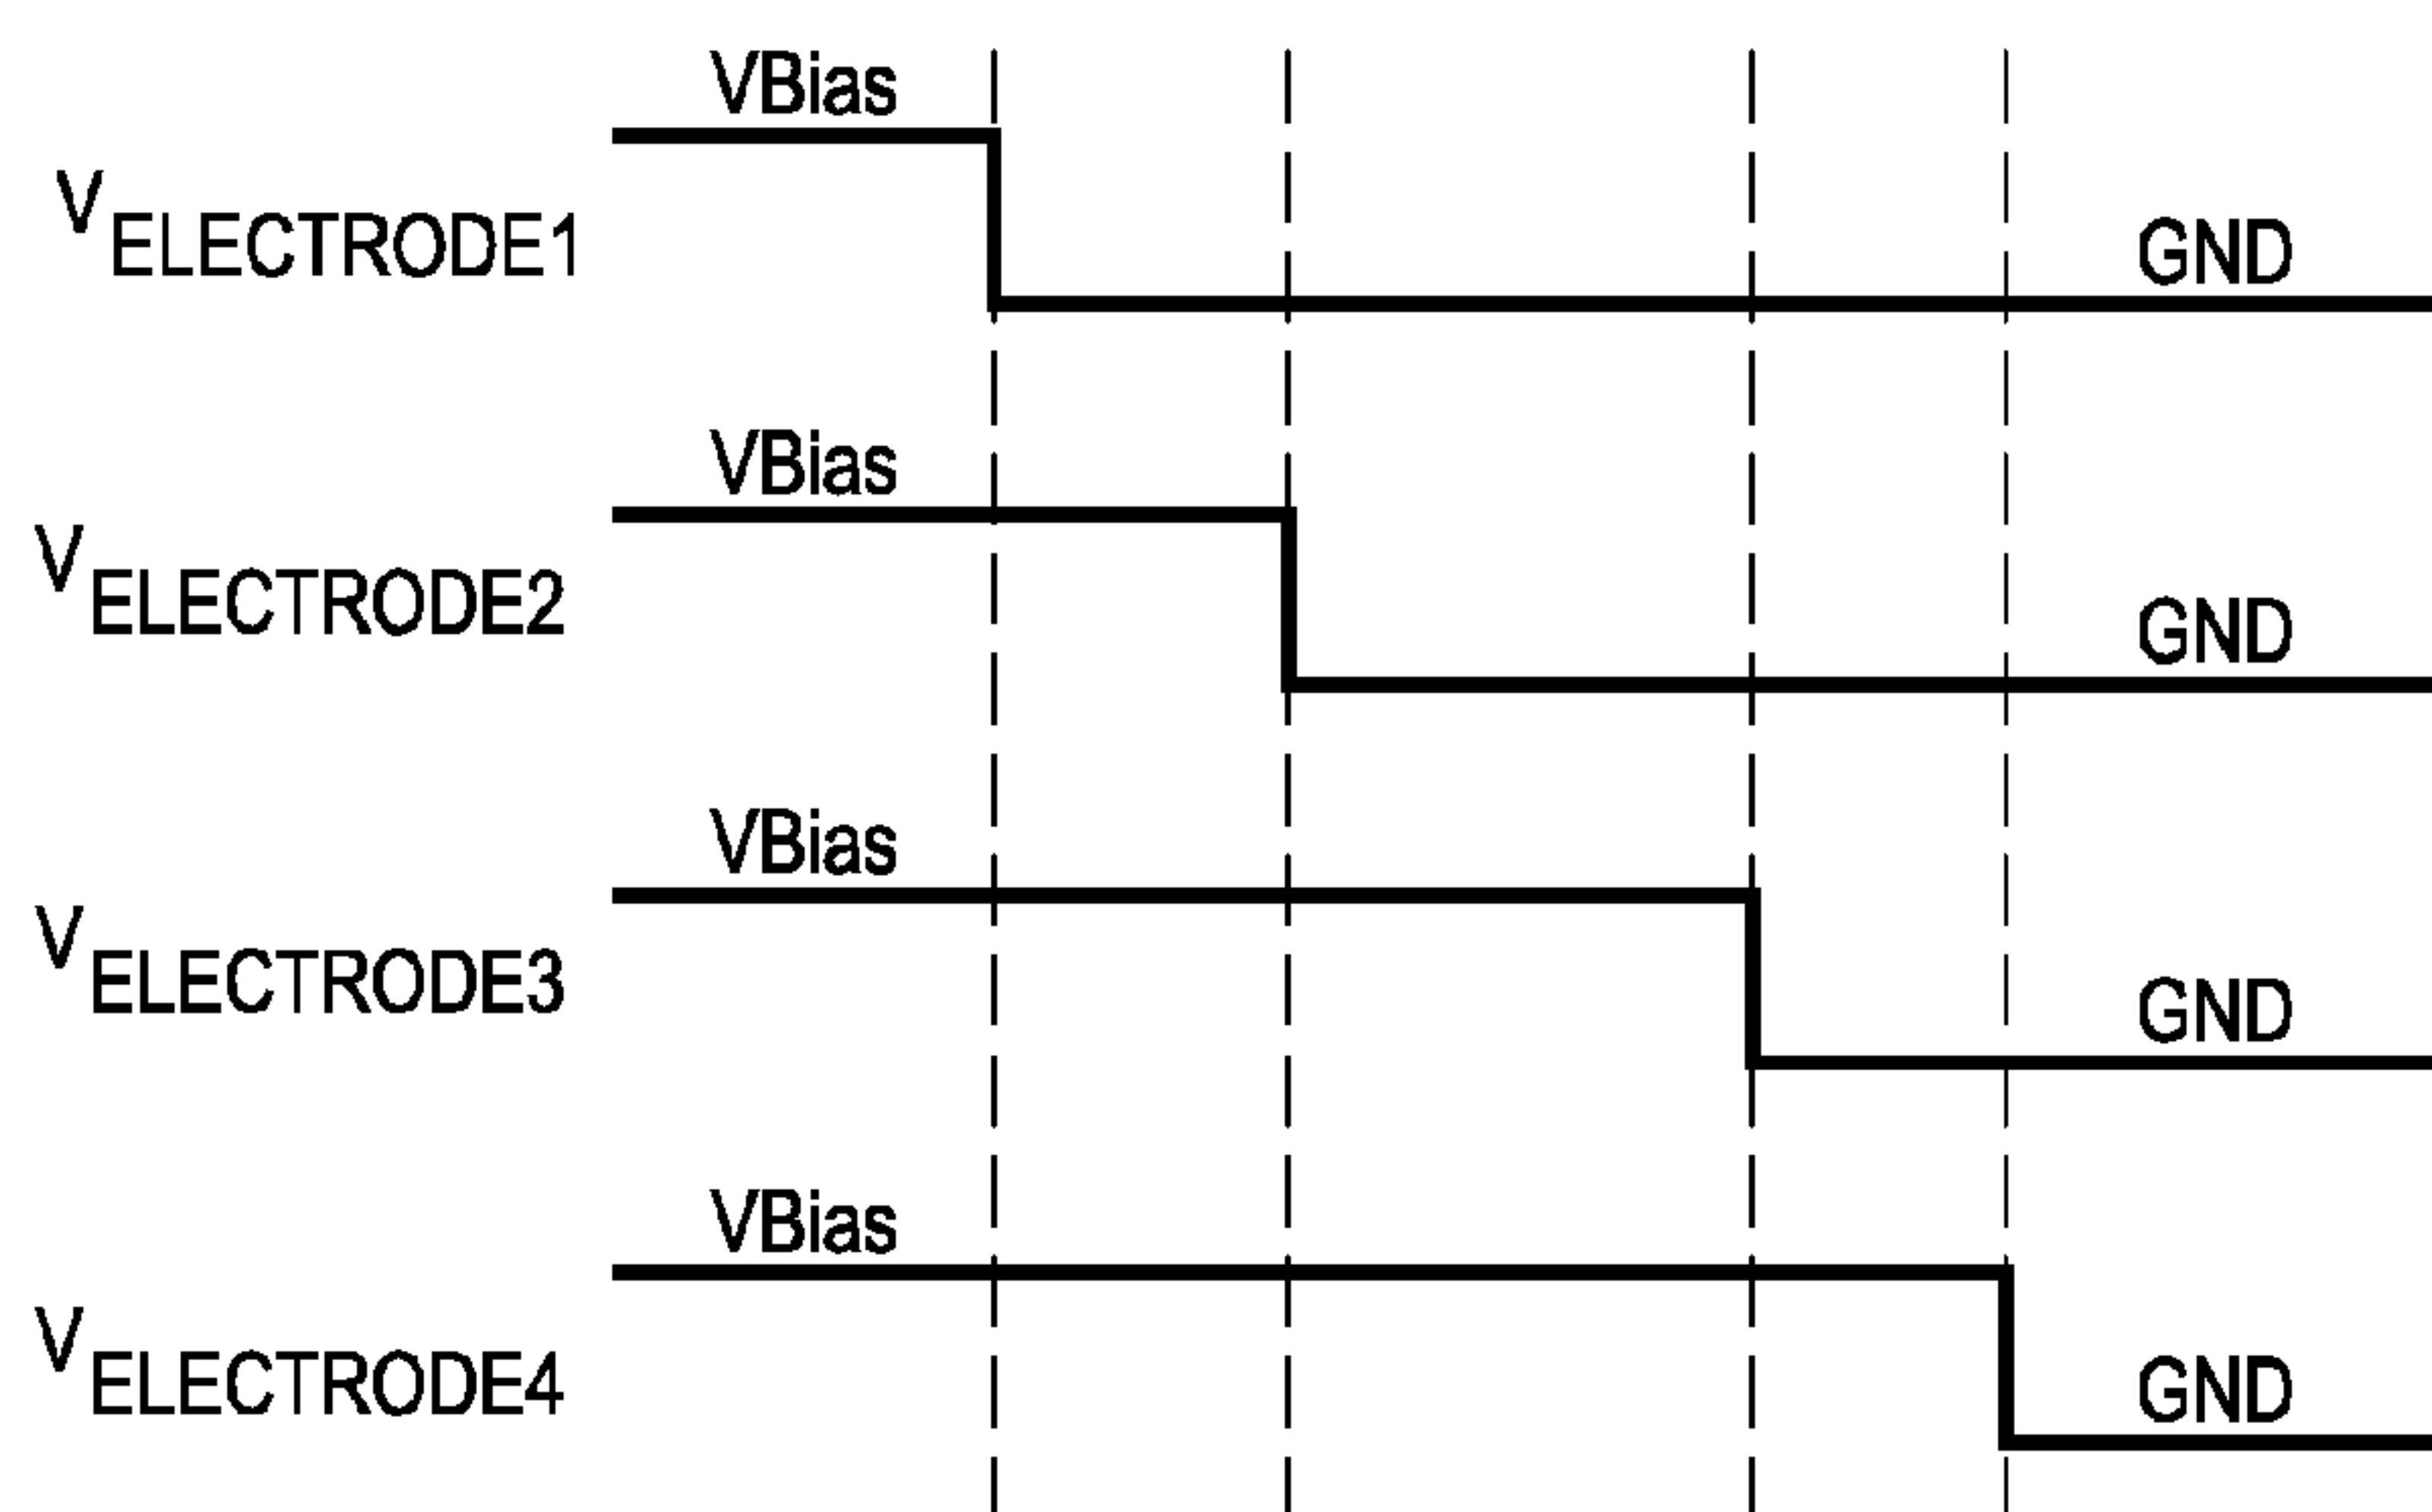 VBias
VELECTRODE1
GND
VBias
VELECTRODE2
GND
VBias
VELECTRODE3
GND
VBias
VELECTRODE4
GND